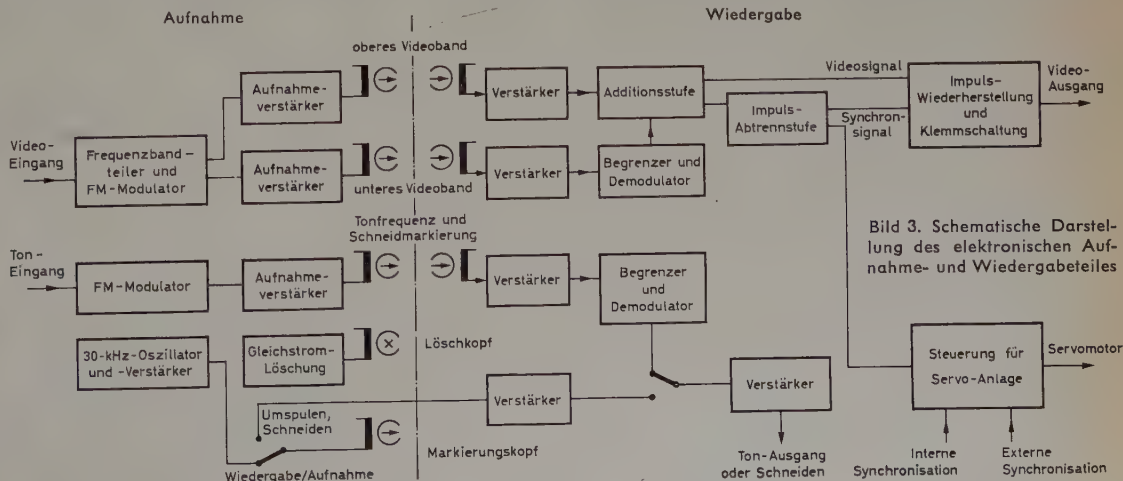 Aufnahme
Wiedergabe
oberes Videoband
Aufnahme-
verstärker
Verstärker
Additionsstufe
Videosignal
Impuls-
Abtrennstufe
Synchron-
signal
Impuls-
Wiederherstellung
und
Klemmschaltung
Video-
Ausgang
Video-
Eingang
Frequenzband-
teiler und
FM-Modulator
Aufnahme-
verstärker
unteres Videoband
Verstärker
Begrenzer und
Demodulator
Tonfrequenz und
Schneidmarkierung
Bild 3. Schematische Darstel-
lung des elektronischen Auf-
nahme- und Wiedergabeteiles
Ton-
Eingang
FM-Modulator
Aufnahme-
verstärker
Verstärker
Begrenzer
und
Demodulator
30-kHz-Oszillator
und -Verstärker
Gleichstrom-
Löschung
Löschkopf
Steuerung für
Servo-Anlage
Servomotor
Umspulen,
Schneiden
Verstärker
Verstärker
Markierungskopf
Wiedergabe/Aufnahme
Ton-Ausgang
oder Schneiden
Interne
Synchronisation
Externe
Synchronisation